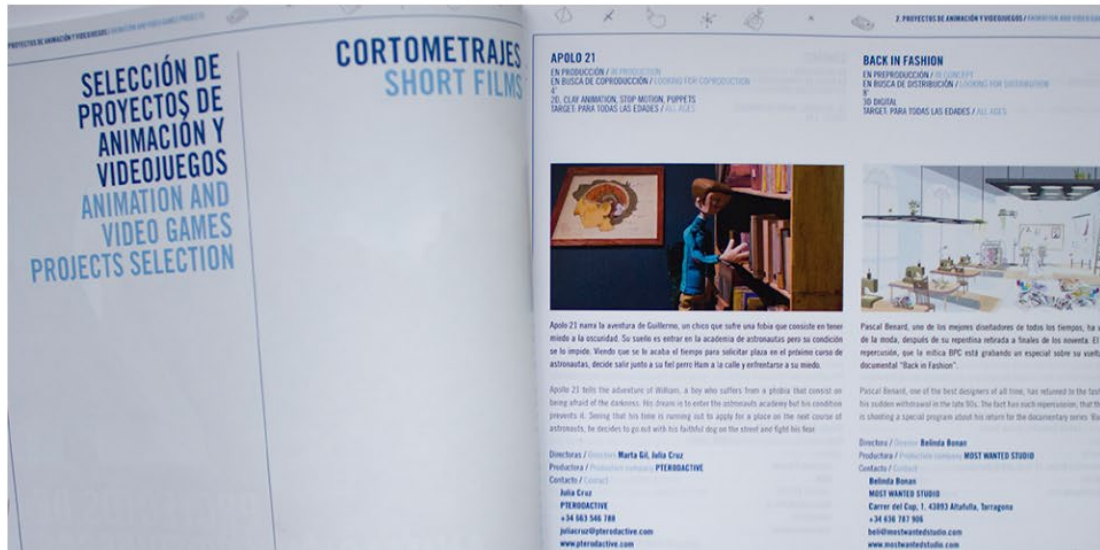 PROYECTOS DE ANIMACIÓN Y VIDEOJUEGOS / ANIMATION AND VIDEO GAMES PROJECTS
SELECCIÓN DE
PROYECTOS DE
ANIMACIÓN Y
VIDEOJUEGOS
ANIMATION AND
VIDEO GAMES
PROJECTS SELECTION
CORTOMETRAJES
SHORT FILMS
2. PROYECTOS DE ANIMACIÓN Y VIDEOJUEGOS / ANIMATION AND VIDEO
APOLO 21
EN PRODUCCIÓN / IN PRODUCTION
EN BUSCA DE COPRODUCCIÓN / LOOKING FOR COPRODUCTION
4'
2D, CLAY ANIMATION, STOP MOTION, PUPPETS
TARGET: PARA TODAS LAS EDADES / ALL AGES
Apolo 21 narra la aventura de Guillermo, un chico que sufre una fobia que consiste en tener
miedo a la oscuridad. Su sueño es entrar en la academia de astronautas pero su condición
se lo impide. Viendo que se le acaba el tiempo para solicitar plaza en el próximo curso de
astronautas, decide salir junto a su fiel perro Ham a la calle y enfrentarse a su miedo.
Apolo 21 tells the adventure of William, a boy who suffers from a phobia that consist on
being afraid of the darkness. His dream is to enter the astronauts academy but his condition
prevents it. Seeing that his time is running out to apply for a place on the next course of
astronauts, he decides to go out with his faithful dog on the street and fight his fear
Directoras / Directors Marta Gil, Julia Cruz
Productora / Production company PTERODACTIVE
Contacto / Contact
Julia Cruz
PTERODACTIVE
+34 663 546 788
juliacruz@pterodactive.com
www.pterodactive.com
BACK IN FASHION
EN PREPRODUCCIÓN / IN CONCEPT
EN BUSCA DE DISTRIBUCIÓN / LOOKING FOR DISTRIBUTION
8'
3D DIGITAL
TARGET: PARA TODAS LAS EDADES / ALL AGES
Pascal Benard, uno de los mejores diseñadores de todos los tiempos, ha
de la moda, después de su repentina retirada a finales de los noventa. El
repercusión, que la mítica BPC está grabando un especial sobre su
documental "Back in Fashion".
Pascal Benard, one of the best designers of all time, has returned to the
his sudden withdrawal in the late 90s. The fact has such repercussion, that
is shooting a special program about his return for the documentary series
Directora / Director Belinda Bonan
Productora / Production company MOST WANTED STUDIO
Contacto / Contact
Belinda Bonan
MOST WANTED STUDIO
Carrer del Cup, 1. 43893 Altafulla, Tarragona
+34 636 787 906
beli@mostwantedstudio.com
www.mostwantedstudio.com